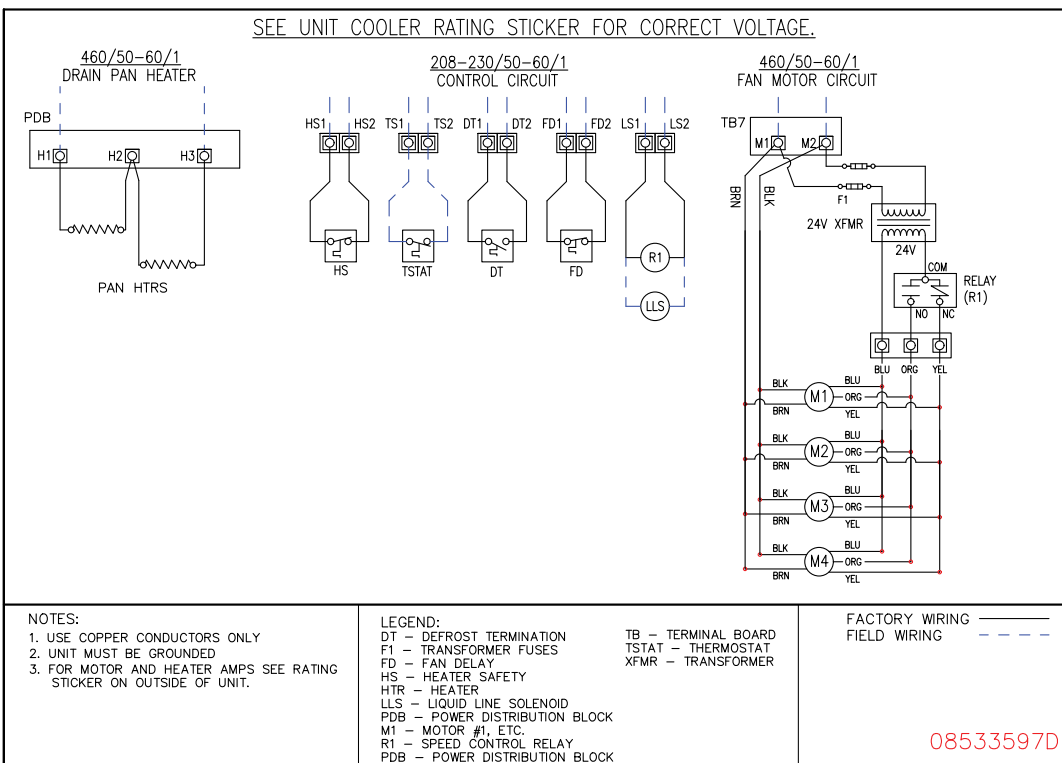 SEE UNIT COOLER RATING STICKER FOR CORRECT VOLTAGE.
460/50-60/1
DRAIN PAN HEATER
208-230/50-60/1
CONTROL CIRCUIT
460/50-60/1
FAN MOTOR CIRCUIT
PDB
H1 H2 H3
PAN HTRS
HS1 HS2 TS1 TS2 DT1 DT2 FD1 FD2 LS1 LS2
HS TSTAT DT FD
R1
LLS
TB7
M1 M2
BRN BLK
F1
24V XFMR
24V
COM
RELAY
(R1)
NO NC
BLU ORG YEL
BLK BLU
M1 ORG
BRN YEL
BLK BLU
M2 ORG
BRN YEL
BLK BLU
M3 ORG
BRN YEL
BLK BLU
M4 ORG
BRN YEL
NOTES:
1. USE COPPER CONDUCTORS ONLY
2. UNIT MUST BE GROUNDED
3. FOR MOTOR AND HEATER AMPS SEE RATING
STICKER ON OUTSIDE OF UNIT.
LEGEND:
DT – DEFROST TERMINATION
F1 – TRANSFORMER FUSES
FD – FAN DELAY
HS – HEATER SAFETY
HTR – HEATER
LLS – LIQUID LINE SOLENOID
PDB – POWER DISTRIBUTION BLOCK
M1 – MOTOR #1, ETC.
R1 – SPEED CONTROL RELAY
PDB – POWER DISTRIBUTION BLOCK
TB – TERMINAL BOARD
TSTAT – THERMOSTAT
XFMR – TRANSFORMER
FACTORY WIRING
FIELD WIRING
08533597D